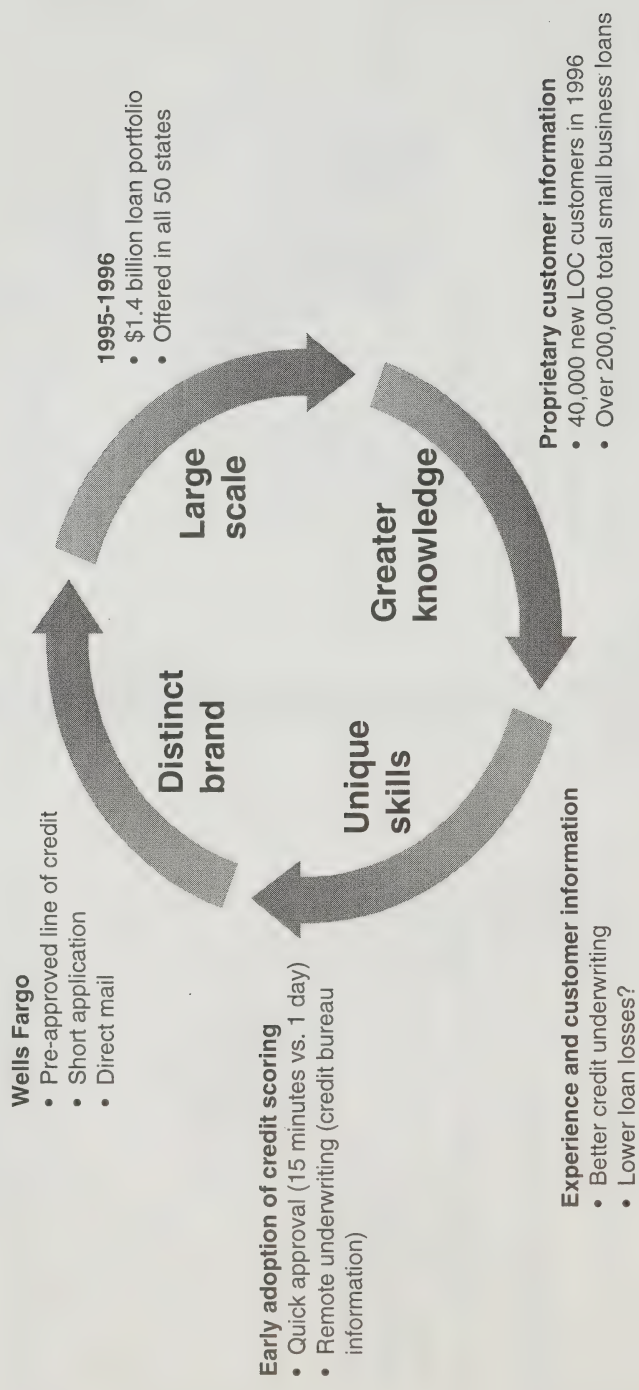 Wells Fargo
• Pre-approved line of credit
• Short application
• Direct mail
1995-1996
• $1.4 billion loan portfolio
• Offered in all 50 states
Distinct
brand
Large
scale
Early adoption of credit scoring
• Quick approval (15 minutes vs. 1 day)
• Remote underwriting (credit bureau
information)
Unique
skills
Greater
knowledge
Experience and customer information
• Better credit underwriting
• Lower loan losses?
Proprietary customer information
• 40,000 new LOC customers in 1996
• Over 200,000 total small business loans